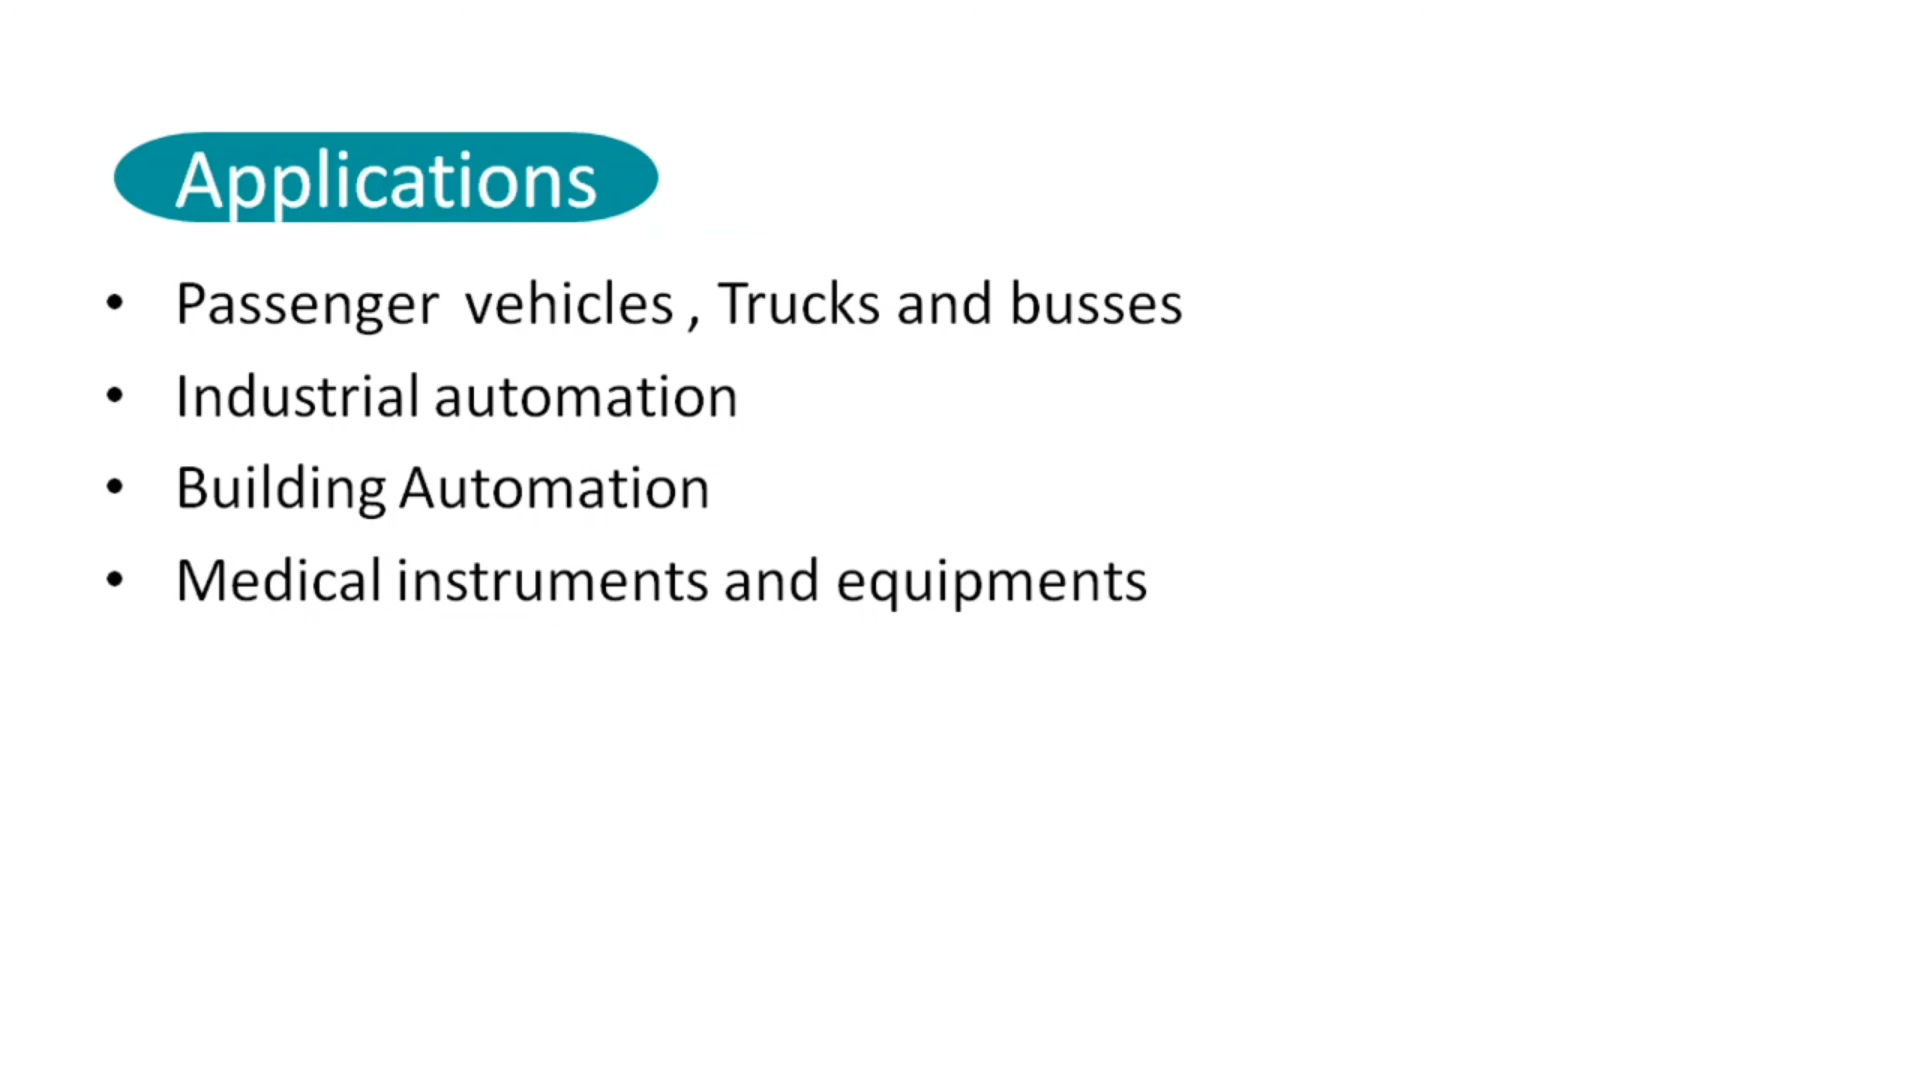 Applications
• Passenger vehicles , Trucks and busses
• Industrial automation
• Building Automation
• Medical instruments and equipments